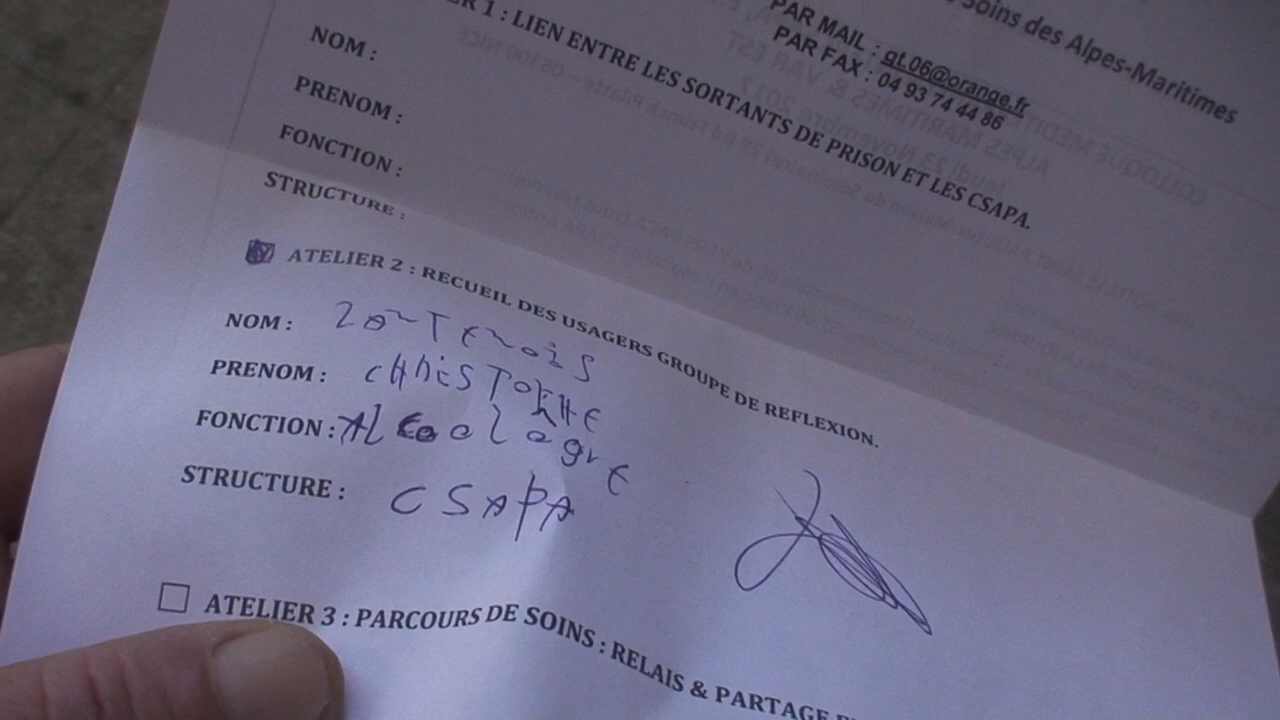 Soins des Alpes-Maritimes
PAR MAIL : gt.06@orange.fr
PAR FAX : 04 93 74 44 86
ER 1 : LIEN ENTRE LES SORTANTS DE PRISON ET LES CSAPA.
NOM :
PRENOM :
FONCTION :
STRUCTURE :
ATELIER 2 : RECUEIL DES USAGERS GROUPE DE REFLEXION.
NOM :
PRENOM : CHRISTOPHE
FONCTION :
STRUCTURE : CSAPA
ATELIER 3 : PARCOURS DE SOINS : RELAIS & PARTAGE